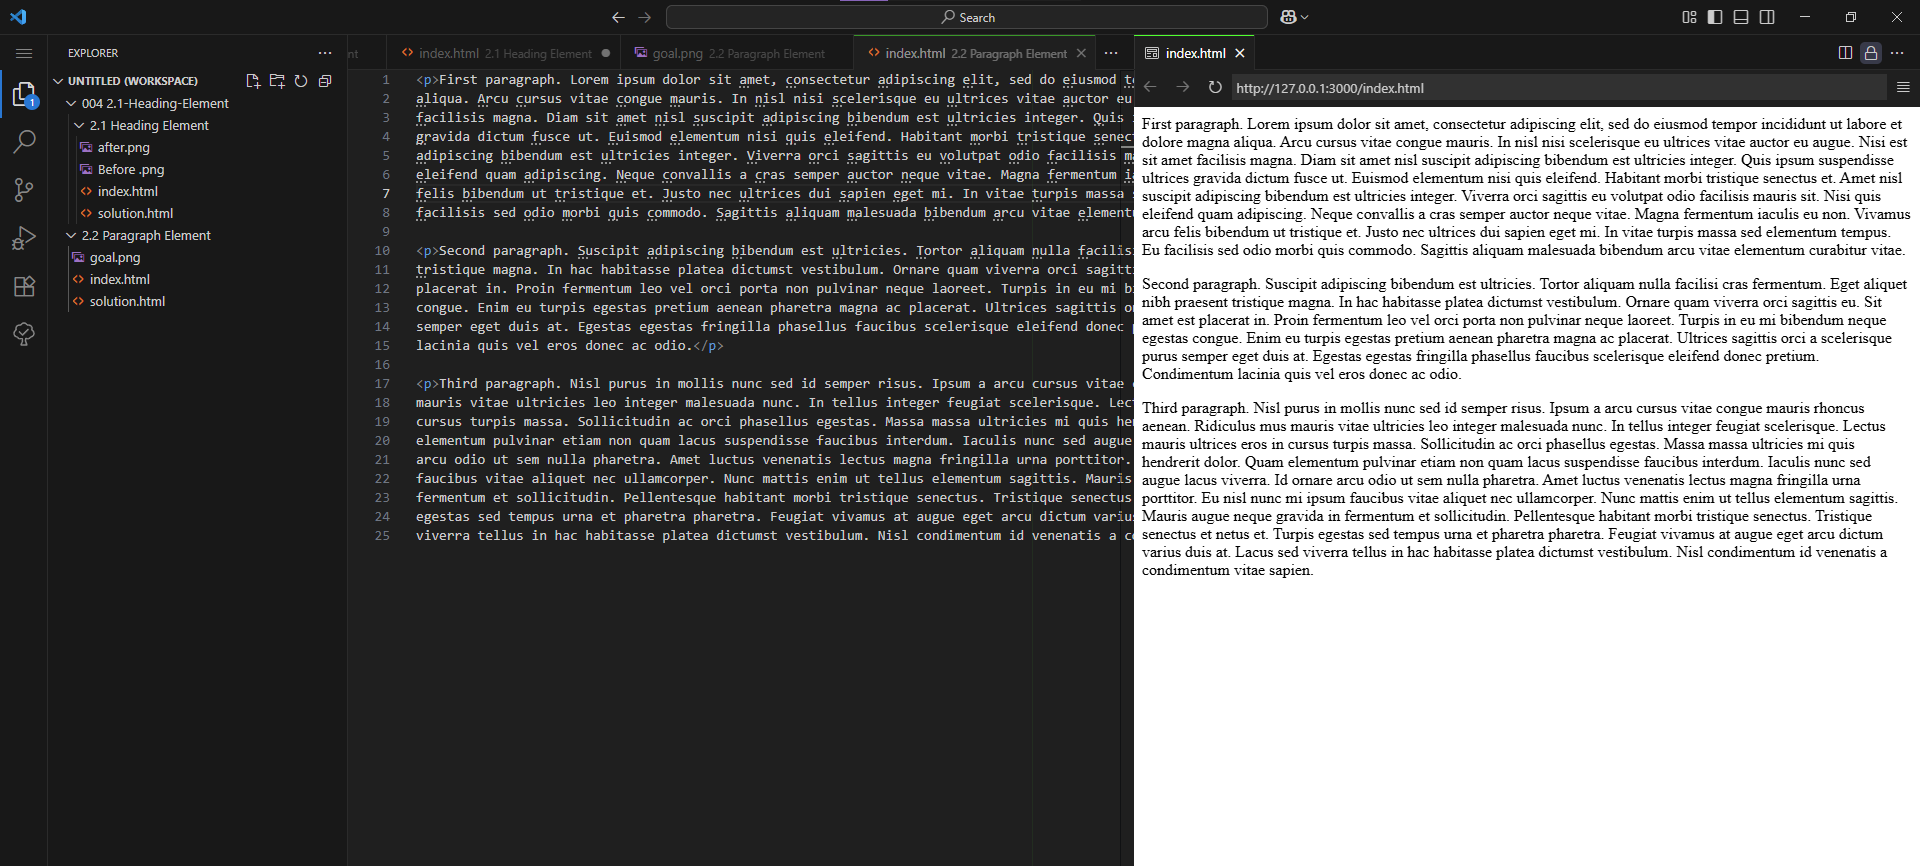 Search
EXPLORER
UNTITLED (WORKSPACE)
004 2.1-Heading-Element
2.1 Heading Element
after.png
Before .png
index.html
solution.html
2.2 Paragraph Element
goal.png
index.html
solution.html
1
nt
index.html 2.1 Heading Element
goal.png 2.2 Paragraph Element
index.html 2.2 Paragraph Element
1 <p>First paragraph. Lorem ipsum dolor sit amet, consectetur adipiscing elit, sed do eiusmod te
2 aliqua. Arcu cursus vitae congue mauris. In nisl nisi scelerisque eu ultrices vitae auctor eu
3 facilisis magna. Diam sit amet nisl suscipit adipiscing bibendum est ultricies integer. Quis i
4 gravida dictum fusce ut. Euismod elementum nisi quis eleifend. Habitant morbi tristique senect
5 adipiscing bibendum est ultricies integer. Viverra orci sagittis eu volutpat odio facilisis ma
6 eleifend quam adipiscing. Neque convallis a cras semper auctor neque vitae. Magna fermentum ia
7 felis bibendum ut tristique et. Justo nec ultrices dui sapien eget mi. In vitae turpis massa s
8 facilisis sed odio morbi quis commodo. Sagittis aliquam malesuada bibendum arcu vitae elementu
9
10 <p>Second paragraph. Suscipit adipiscing bibendum est ultricies. Tortor aliquam nulla facilisi
11 tristique magna. In hac habitasse platea dictumst vestibulum. Ornare quam viverra orci sagitti
12 placerat in. Proin fermentum leo vel orci porta non pulvinar neque laoreet. Turpis in eu mi bi
13 congue. Enim eu turpis egestas pretium aenean pharetra magna ac placerat. Ultrices sagittis or
14 semper eget duis at. Egestas egestas fringilla phasellus faucibus scelerisque eleifend donec p
15 lacinia quis vel eros donec ac odio.</p>
16
17 <p>Third paragraph. Nisl purus in mollis nunc sed id semper risus. Ipsum a arcu cursus vitae c
18 mauris vitae ultricies leo integer malesuada nunc. In tellus integer feugiat scelerisque. Lect
19 cursus turpis massa. Sollicitudin ac orci phasellus egestas. Massa massa ultricies mi quis hen
20 elementum pulvinar etiam non quam lacus suspendisse faucibus interdum. Iaculis nunc sed augue
21 arcu odio ut sem nulla pharetra. Amet luctus venenatis lectus magna fringilla urna porttitor.
22 faucibus vitae aliquet nec ullamcorper. Nunc mattis enim ut tellus elementum sagittis. Mauris
23 fermentum et sollicitudin. Pellentesque habitant morbi tristique senectus. Tristique senectus
24 egestas sed tempus urna et pharetra pharetra. Feugiat vivamus at augue eget arcu dictum variu
25 viverra tellus in hac habitasse platea dictumst vestibulum. Nisl condimentum id venenatis a co
index.html
http://127.0.0.1:3000/index.html
First paragraph. Lorem ipsum dolor sit amet, consectetur adipiscing elit, sed do eiusmod tempor incididunt ut labore et
dolore magna aliqua. Arcu cursus vitae congue mauris. In nisl nisi scelerisque eu ultrices vitae auctor eu augue. Nisi est
sit amet facilisis magna. Diam sit amet nisl suscipit adipiscing bibendum est ultricies integer. Quis ipsum suspendisse
ultrices gravida dictum fusce ut. Euismod elementum nisi quis eleifend. Habitant morbi tristique senectus et. Amet nisl
suscipit adipiscing bibendum est ultricies integer. Viverra orci sagittis eu volutpat odio facilisis mauris sit. Nisi quis
eleifend quam adipiscing. Neque convallis a cras semper auctor neque vitae. Magna fermentum iaculis eu non. Vivamus
arcu felis bibendum ut tristique et. Justo nec ultrices dui sapien eget mi. In vitae turpis massa sed elementum tempus.
Eu facilisis sed odio morbi quis commodo. Sagittis aliquam malesuada bibendum arcu vitae elementum curabitur vitae.
Second paragraph. Suscipit adipiscing bibendum est ultricies. Tortor aliquam nulla facilisi cras fermentum. Eget aliquet
nibh praesent tristique magna. In hac habitasse platea dictumst vestibulum. Ornare quam viverra orci sagittis eu. Sit
amet est placerat in. Proin fermentum leo vel orci porta non pulvinar neque laoreet. Turpis in eu mi bibendum neque
egestas congue. Enim eu turpis egestas pretium aenean pharetra magna ac placerat. Ultrices sagittis orci a scelerisque
purus semper eget duis at. Egestas egestas fringilla phasellus faucibus scelerisque eleifend donec pretium.
Condimentum lacinia quis vel eros donec ac odio.
Third paragraph. Nisl purus in mollis nunc sed id semper risus. Ipsum a arcu cursus vitae congue mauris rhoncus
aenean. Ridiculus mus mauris vitae ultricies leo integer malesuada nunc. In tellus integer feugiat scelerisque. Lectus
mauris ultrices eros in cursus turpis massa. Sollicitudin ac orci phasellus egestas. Massa massa ultricies mi quis
hendrerit dolor. Quam elementum pulvinar etiam non quam lacus suspendisse faucibus interdum. Iaculis nunc sed
augue lacus viverra. Id ornare arcu odio ut sem nulla pharetra. Amet luctus venenatis lectus magna fringilla urna
porttitor. Eu nisl nunc mi ipsum faucibus vitae aliquet nec ullamcorper. Nunc mattis enim ut tellus elementum sagittis.
Mauris augue neque gravida in fermentum et sollicitudin. Pellentesque habitant morbi tristique senectus. Tristique
senectus et netus et. Turpis egestas sed tempus urna et pharetra pharetra. Feugiat vivamus at augue eget arcu dictum
varius duis at. Lacus sed viverra tellus in hac habitasse platea dictumst vestibulum. Nisl condimentum id venenatis a
condimentum vitae sapien.